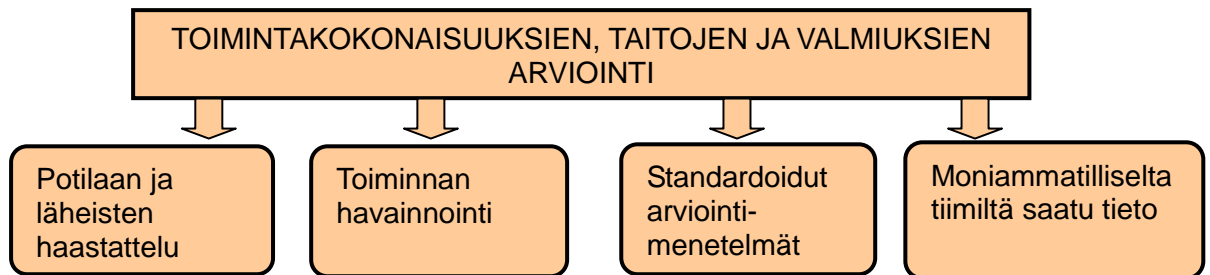 TOIMINTAKOKONAISUUKSIEN, TAITOJEN JA VALMIUKSIEN
ARVIOINTI
Potilaan ja
läheisten
haastattelu
Toiminnan
havainnointi
Standardoidut
arviointi-
menetelmät
Moniammatilliselta
tiimiltä saatu tieto